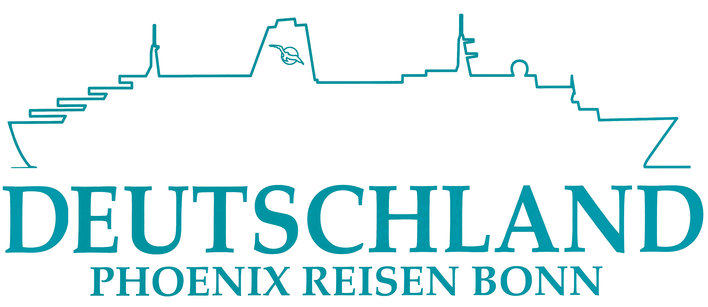 DEUTSCHLAND
PHOENIX REISEN BONN